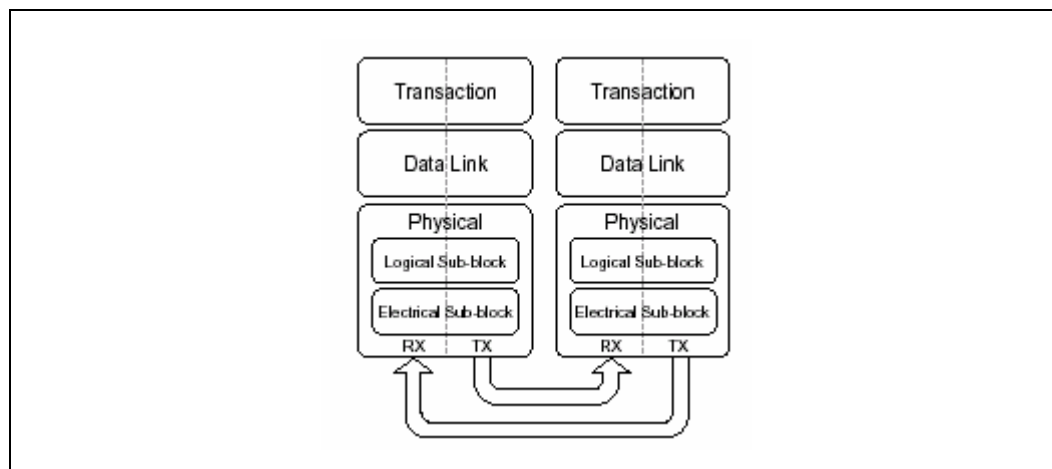 Transaction
Transaction
Data Link
Data Link
Physical
Physical
Logical Sub-block
Logical Sub-block
Electrical Sub-block
Electrical Sub-block
RX TX
RX TX